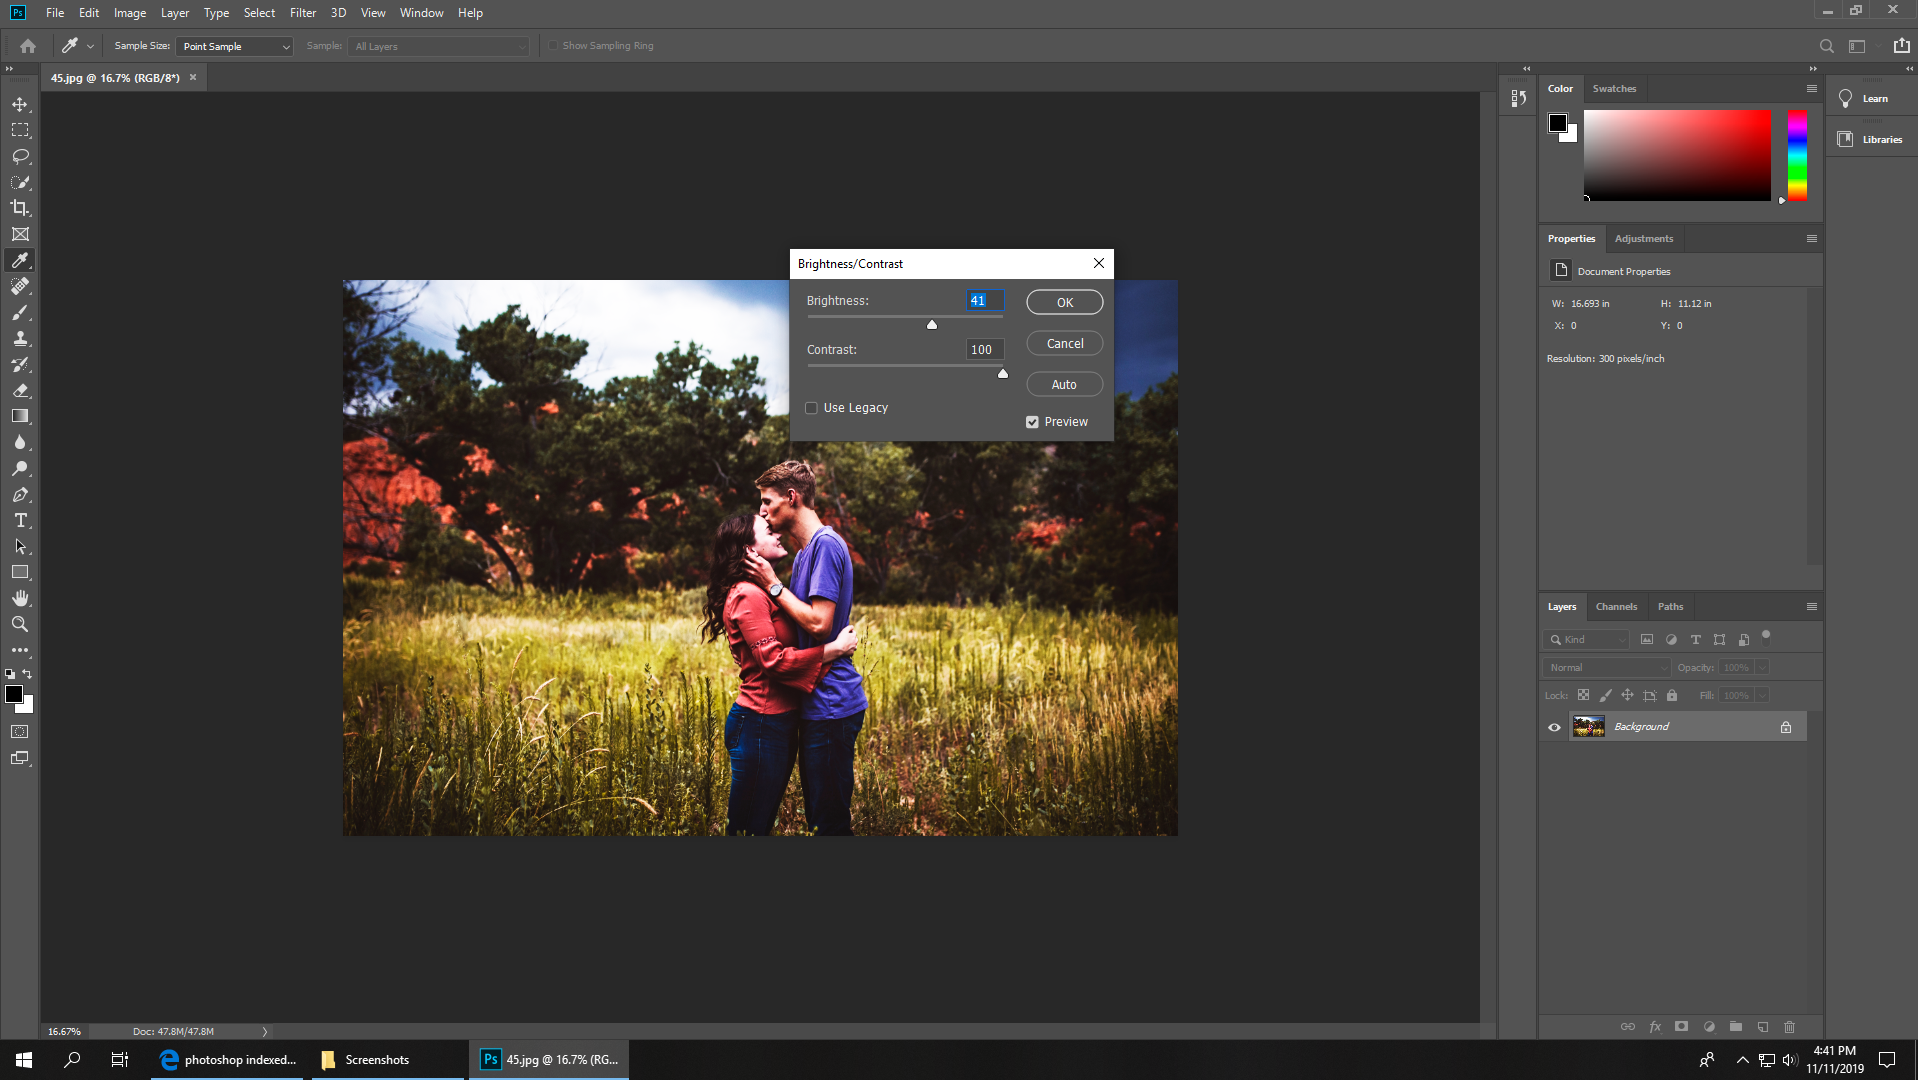 Ps File Edit Image Layer Type Select Filter 3D View Window Help
Sample Size: Point Sample Sample: All Layers Show Sampling Ring
45.jpg @ 16.7% (RGB/8*) ×
Color Swatches
Learn
Libraries
Brightness/Contrast
Brightness: 41
OK
Contrast: 100
Cancel
Auto
Use Legacy
Preview
Properties Adjustments
Document Properties
W: 16.693 in H: 11.12 in
X: 0 Y: 0
Resolution: 300 pixels/inch
Layers Channels Paths
Kind
Normal Opacity: 100%
Lock: Fill: 100%
Background
fx
16.67% Doc: 47.8M/47.8M
photoshop indexed... Screenshots Ps 45.jpg @ 16.7% (RG...
4:41 PM
11/11/2019